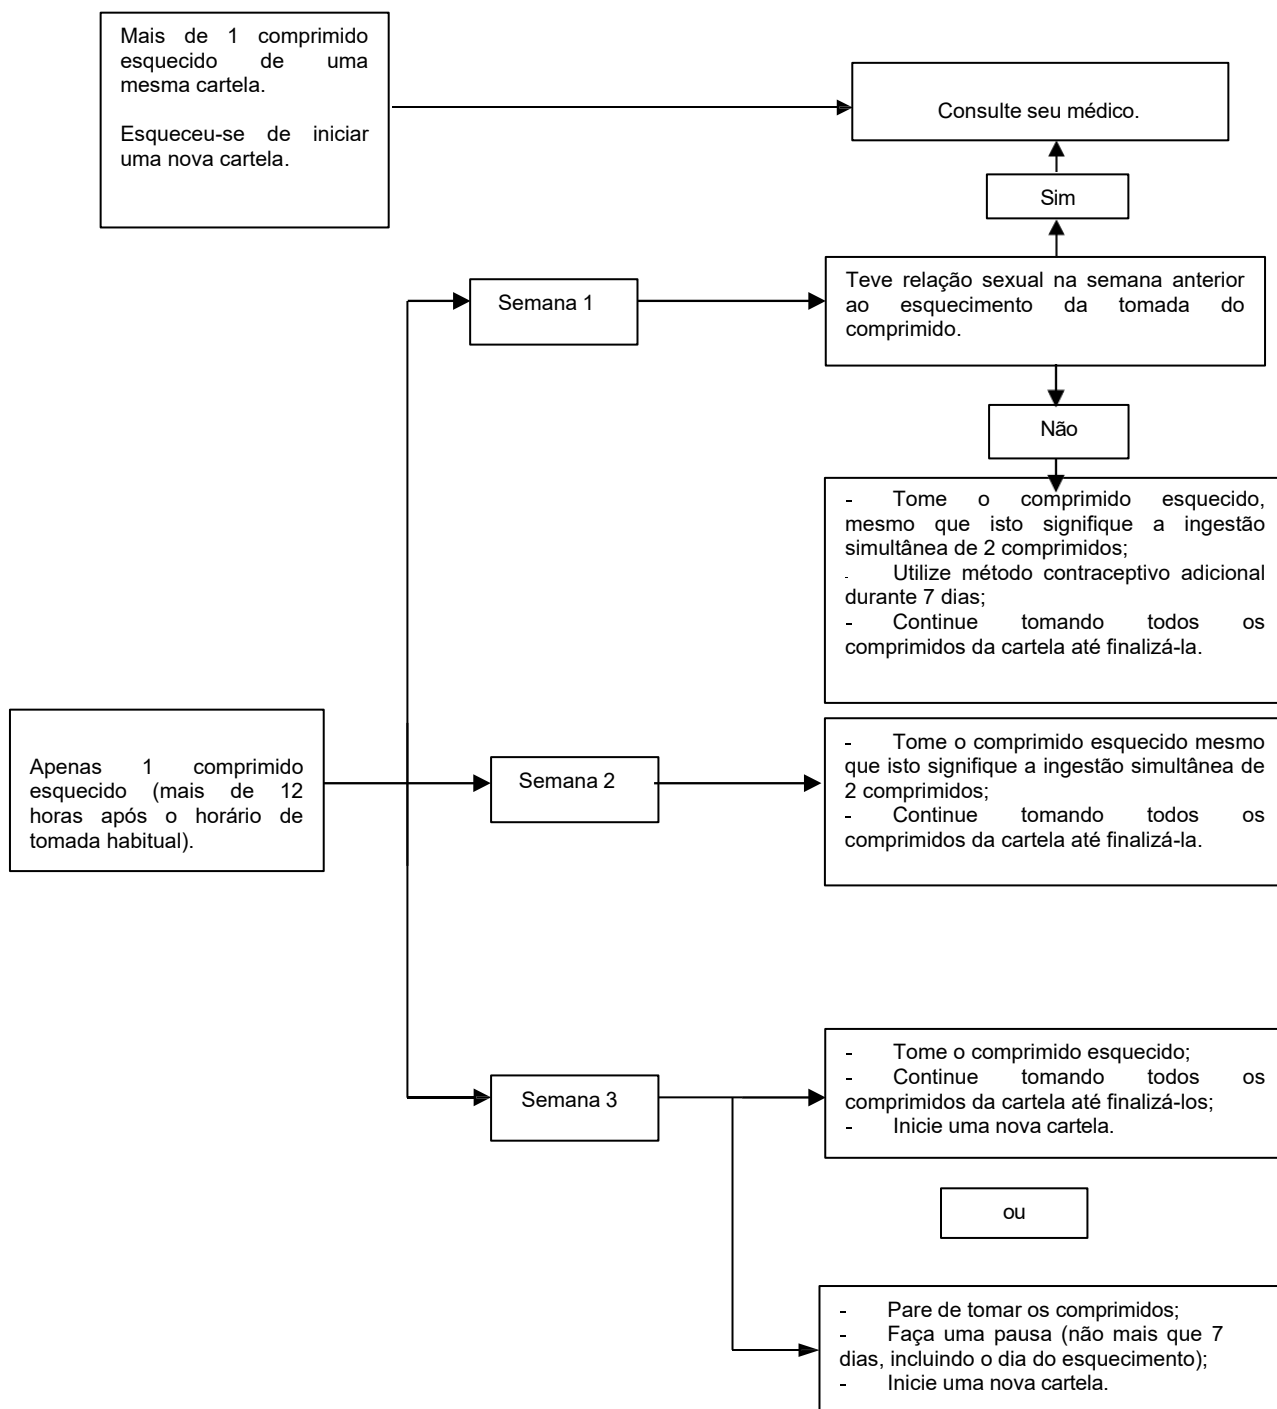 Mais de 1 comprimido
esquecido de uma
mesma cartela.
Esqueceu-se de iniciar
uma nova cartela.
Consulte seu médico.
Sim
Semana 1
Teve relação sexual na semana anterior
ao esquecimento da tomada do
comprimido.
Não
- Tome o comprimido esquecido,
mesmo que isto signifique a ingestão
simultânea de 2 comprimidos;
- Utilize método contraceptivo adicional
durante 7 dias;
- Continue tomando todos os
comprimidos da cartela até finalizá-la.
Apenas 1 comprimido
esquecido (mais de 12
horas após o horário de
tomada habitual).
Semana 2
- Tome o comprimido esquecido mesmo
que isto signifique a ingestão simultânea de
2 comprimidos;
- Continue tomando todos os
comprimidos da cartela até finalizá-la.
Semana 3
- Tome o comprimido esquecido;
- Continue tomando todos os
comprimidos da cartela até finalizá-los;
- Inicie uma nova cartela.
ou
- Pare de tomar os comprimidos;
- Faça uma pausa (não mais que 7
dias, incluindo o dia do esquecimento);
- Inicie uma nova cartela.